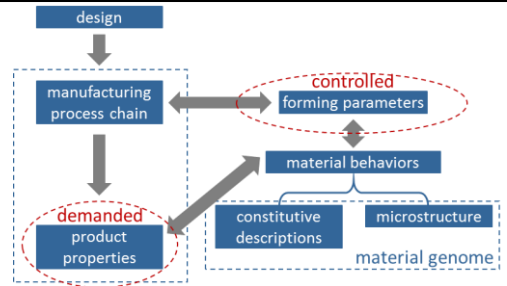 design
manufacturing
process chain
controlled
forming parameters
material behaviors
demanded
product
properties
constitutive
descriptions
microstructure
material genome